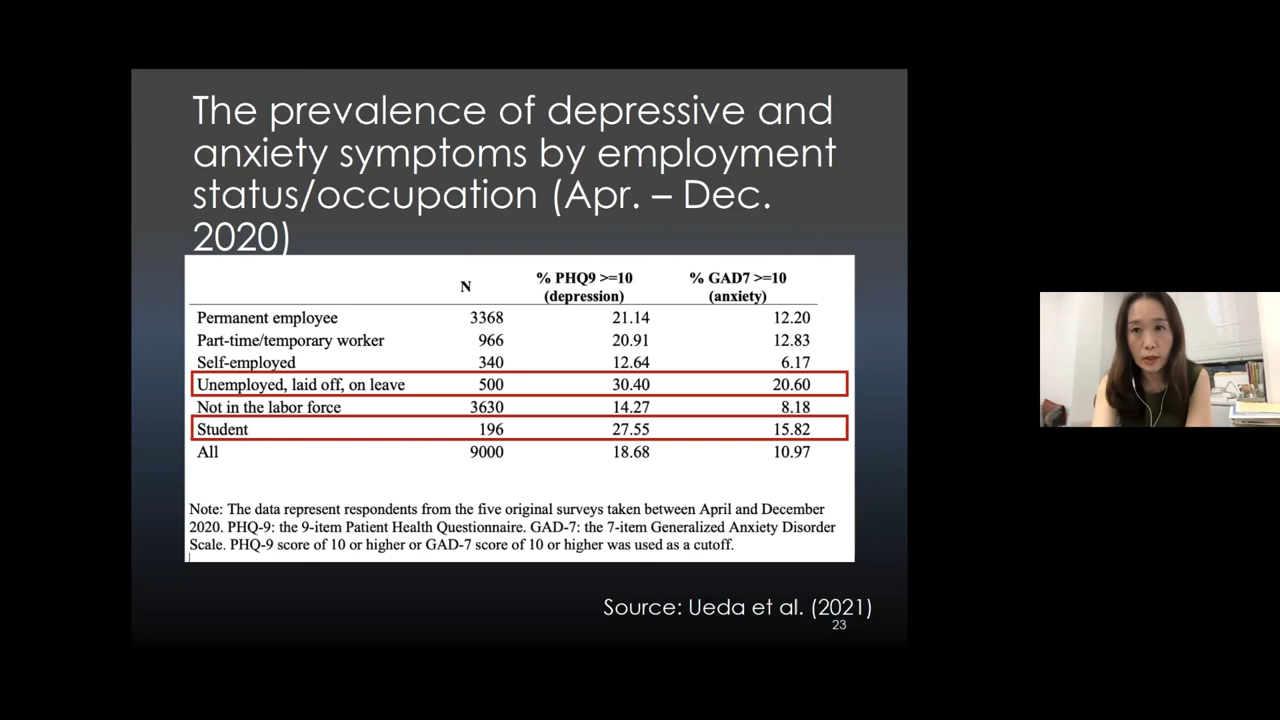 The prevalence of depressive and
anxiety symptoms by employment
status/occupation (Apr. – Dec.
2020)
N % PHQ9 >=10 (depression) % GAD7 >=10 (anxiety)
Permanent employee 3368 21.14 12.20
Part-time/temporary worker 966 20.91 12.83
Self-employed 340 12.64 6.17
Unemployed, laid off, on leave 500 30.40 20.60
Not in the labor force 3630 14.27 8.18
Student 196 27.55 15.82
All 9000 18.68 10.97
Note: The data represent respondents from the five original surveys taken between April and December
2020. PHQ-9: the 9-item Patient Health Questionnaire. GAD-7: the 7-item Generalized Anxiety Disorder
Scale. PHQ-9 score of 10 or higher or GAD-7 score of 10 or higher was used as a cutoff.
Source: Ueda et al. (2021)
23